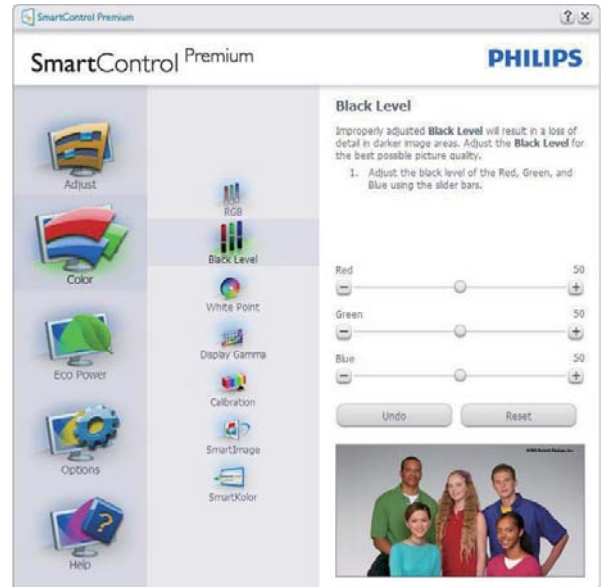 SmartControl Premium
? ×
SmartControl Premium
PHILIPS
Adjust
Color
Eco Power
Options
Help
RGB
Black Level
White Point
Display Gamma
Calibration
SmartImage
SmartKolor
Black Level
Improperly adjusted Black Level will result in a loss of
detail in darker image areas. Adjust the Black Level for
the best possible picture quality.
1. Adjust the black level of the Red, Green, and
Blue using the slider bars.
Red 50
Green 50
Blue 50
Undo Reset